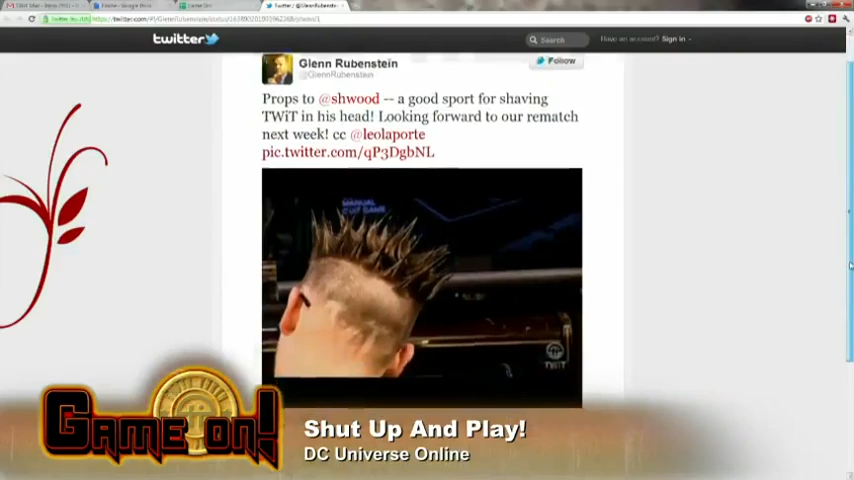 twitter
Search
Have an account? Sign in
Glenn Rubenstein
@GlennRubenstein
Follow
Props to @shwood -- a good sport for shaving
TWiT in his head! Looking forward to our rematch
next week! cc @leolaporte
pic.twitter.com/qP3DgbNL
MANUAL
TWiT
GAME ON!
Shut Up And Play!
DC Universe Online